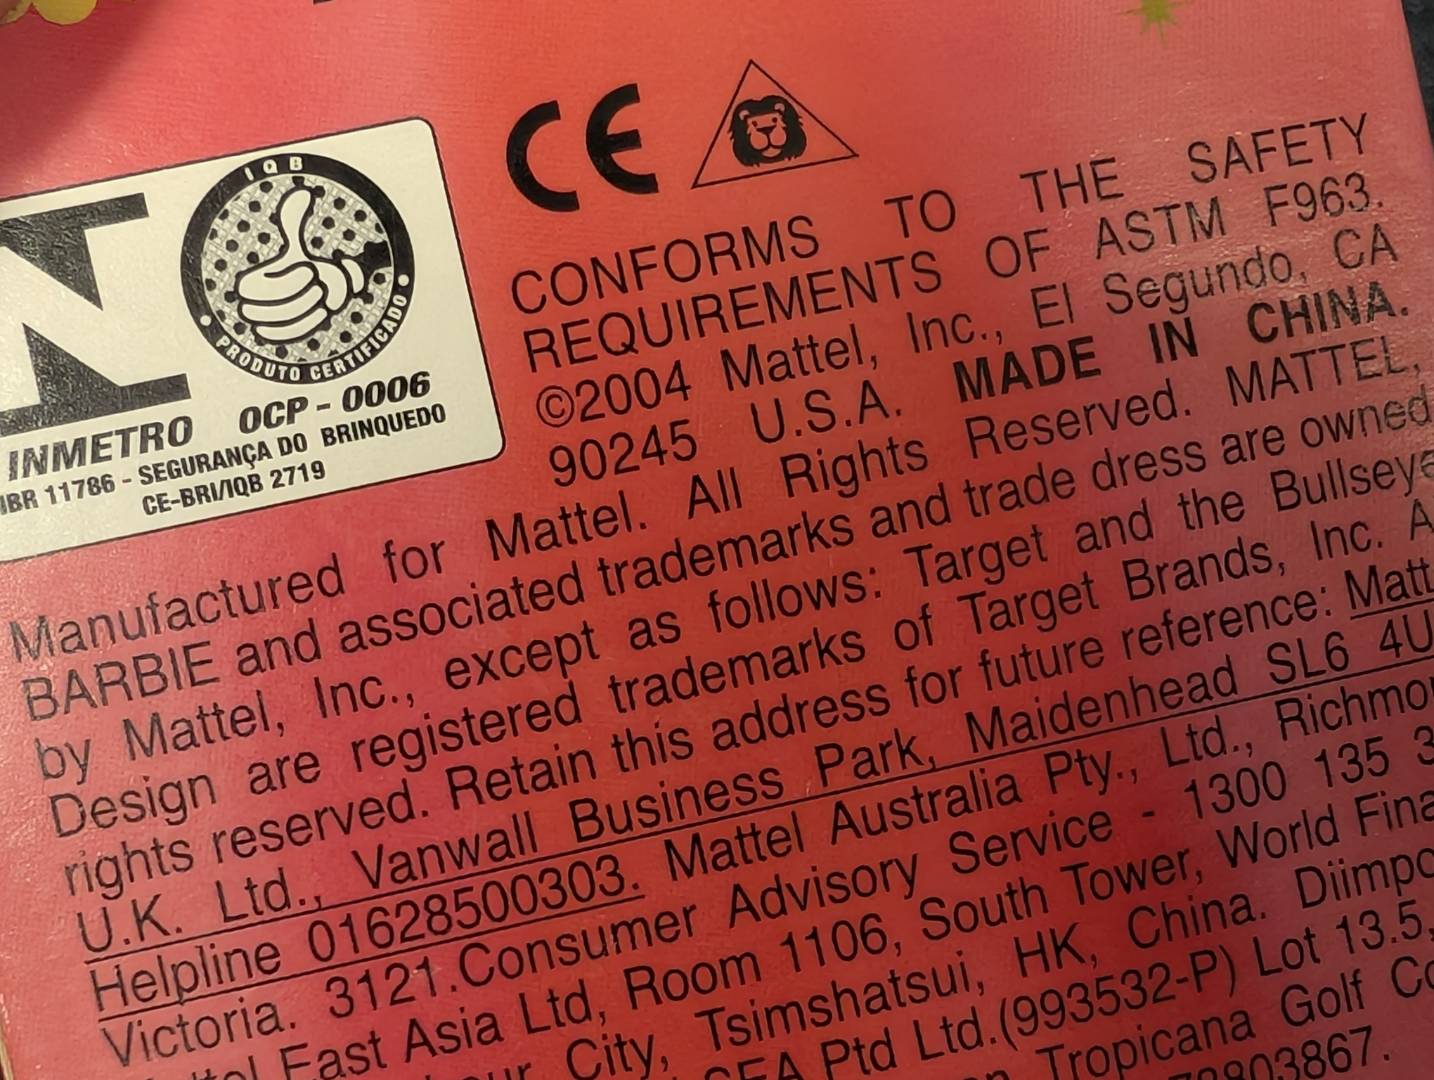 CE
IQB
PRODUTO CERTIFICADO
INMETRO OCP - 0006
11786 - SEGURANÇA DO BRINQUEDO
CE-BRI/IQB 2719
CONFORMS TO THE SAFETY
REQUIREMENTS OF ASTM F963.
©2004 Mattel, Inc., El Segundo, CA
90245 U.S.A. MADE IN CHINA.
Manufactured for Mattel. All Rights Reserved. MATTEL,
BARBIE and associated trademarks and trade dress are owned
by Mattel, Inc., except as follows: Target and the Bullseye
Design are registered trademarks of Target Brands, Inc.
rights reserved. Retain this address for future reference:
U.K. Ltd., Vanwall Business Park, Maidenhead SL6
Helpline 01628500303. Mattel Australia Pty., Ltd.,
Victoria. 3121.Consumer Advisory Service - 1300 135
East Asia Ltd, Room 1106, South Tower, World
City, Tsimshatsui, HK, China.
Ptd Ltd.(993532-P) Lot 13.5,
Tropicana Golf